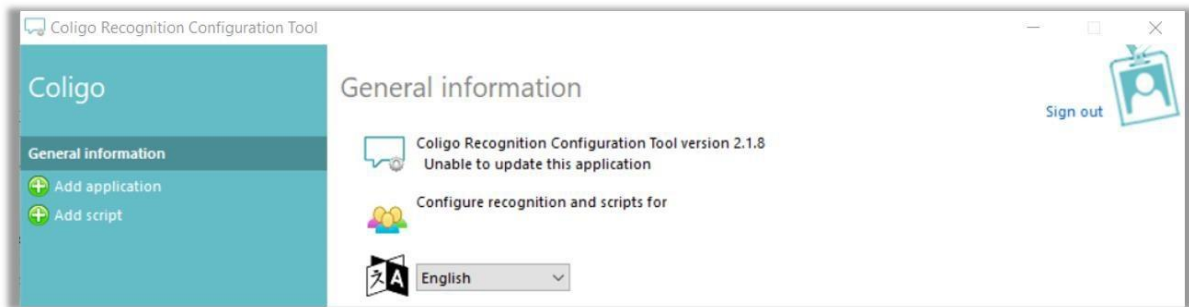 Coligo Recognition Configuration Tool
Coligo
General information
Add application
Add script
General information
Sign out
Coligo Recognition Configuration Tool version 2.1.8
Unable to update this application
Configure recognition and scripts for
English